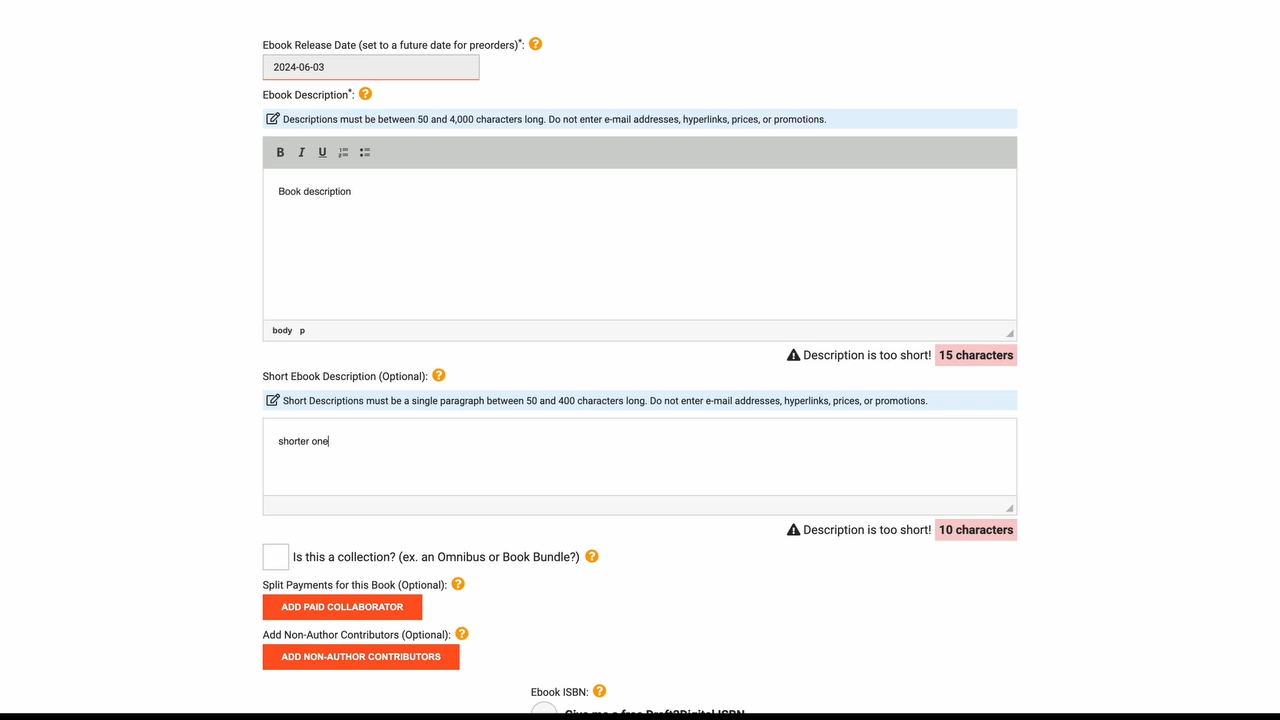 Ebook Release Date (set to a future date for preorders)*: ?
2024-06-03
Ebook Description*: ?
Descriptions must be between 50 and 4,000 characters long. Do not enter e-mail addresses, hyperlinks, prices, or promotions.
B I U
Book description
body p
Description is too short! 15 characters
Short Ebook Description (Optional): ?
Short Descriptions must be a single paragraph between 50 and 400 characters long. Do not enter e-mail addresses, hyperlinks, prices, or promotions.
shorter one
Description is too short! 10 characters
Is this a collection? (ex. an Omnibus or Book Bundle?) ?
Split Payments for this Book (Optional): ?
ADD PAID COLLABORATOR
Add Non-Author Contributors (Optional): ?
ADD NON-AUTHOR CONTRIBUTORS
Ebook ISBN: ?
Give me a free Draft2Digital ISBN